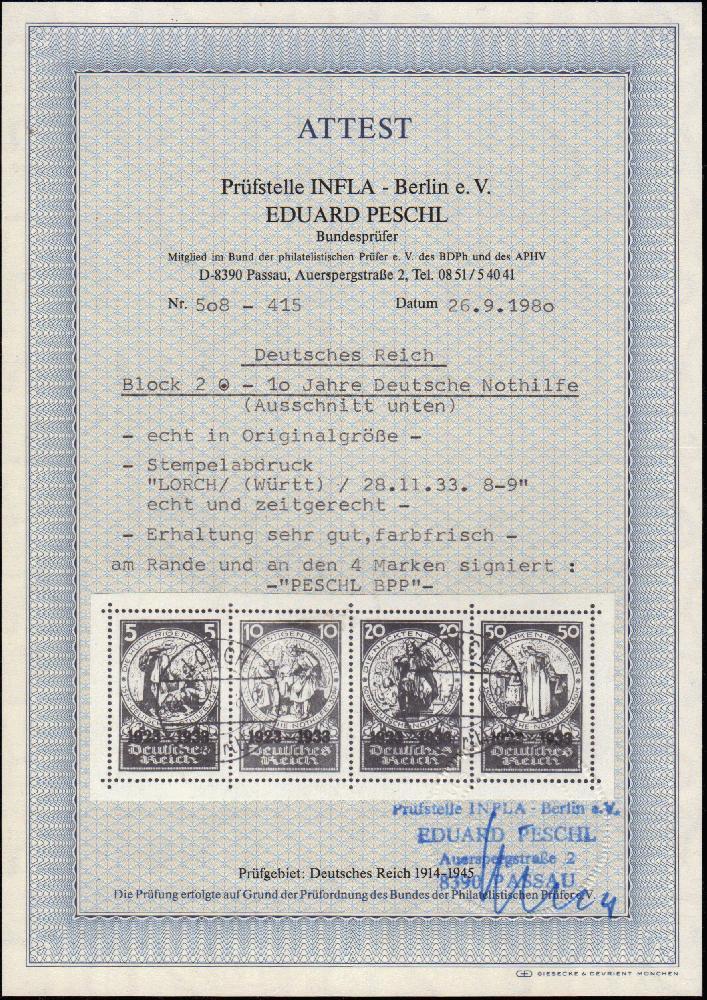 ATTEST
Prüfstelle INFLA - Berlin e. V.
EDUARD PESCHL
Bundesprüfer
Mitglied im Bund der philatelistischen Prüfer e. V. des BDPh und des APHV
D-8390 Passau, Auerspergstraße 2, Tel. 08 51 / 5 40 41
Nr. 5o8 - 415 Datum 26.9.198o
Deutsches Reich
Block 2 - 1o Jahre Deutsche Nothilfe
(Ausschnitt unten)
- echt in Originalgröße -
- Stempelabdruck
"LORCH/ (Württ) / 28.11.33. 8-9"
echt und zeitgerecht -
- Erhaltung sehr gut,farbfrisch -
am Rande und an den 4 Marken signiert :
-"PESCHL BPP"-
5 5 10 10 20 20 50 50
1923-1933 1923-1933 1923-1933 1923-1933
Deutsches Deutsches Deutsches Deutsches
Reich Reich Reich Reich
Prüfstelle INFLA - Berlin e.V.
EDUARD PESCHL
Auerspergstraße 2
8390 PASSAU
Prüfgebiet: Deutsches Reich 1914-1945
Die Prüfung erfolgte auf Grund der Prüfordnung des Bundes der Philatelistischen Prüfer e.V.
GIESECKE & DEVRIENT MÜNCHEN